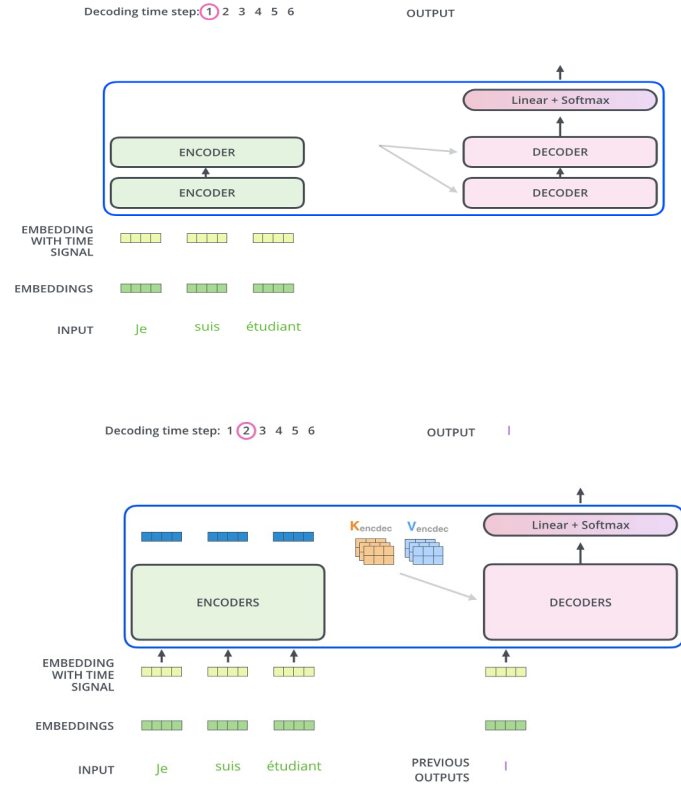 Decoding time step: 1 2 3 4 5 6 OUTPUT
Linear + Softmax
ENCODER DECODER
ENCODER DECODER
EMBEDDING
WITH TIME
SIGNAL
EMBEDDINGS
INPUT Je suis étudiant
Decoding time step: 1 2 3 4 5 6 OUTPUT I
Kencdec Vencdec
Linear + Softmax
ENCODERS DECODERS
EMBEDDING
WITH TIME
SIGNAL
EMBEDDINGS
INPUT Je suis étudiant PREVIOUS
OUTPUTS I